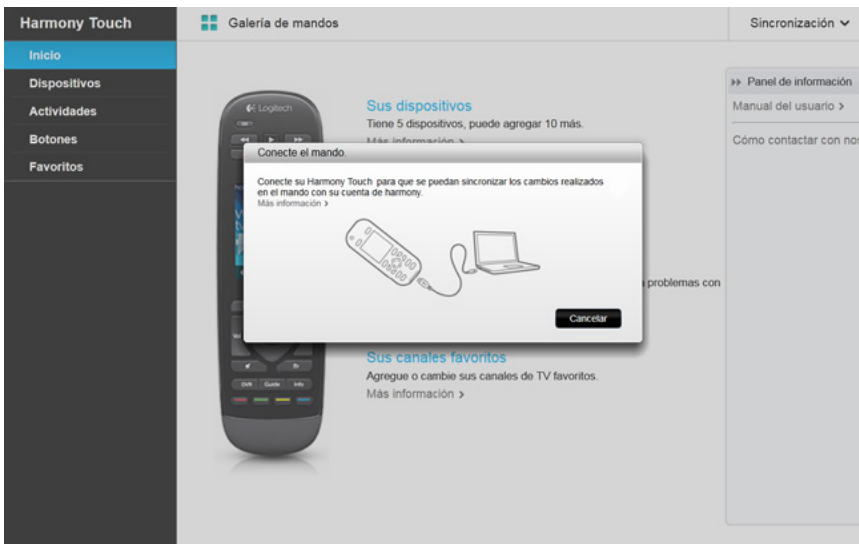 Harmony Touch
Galería de mandos
Sincronización
Inicio
Dispositivos
Actividades
Botones
Favoritos
Logitech
Sus dispositivos
Tiene 5 dispositivos, puede agregar 10 más.
Más información >
Conecte el mando.
Conecte su Harmony Touch para que se puedan sincronizar los cambios realizados
en el mando con su cuenta de harmony.
Más información >
Cancelar
problemas con
Sus canales favoritos
Agregue o cambie sus canales de TV favoritos.
Más información >
DVR Guide Info
Panel de información
Manual del usuario >
Cómo contactar con nos